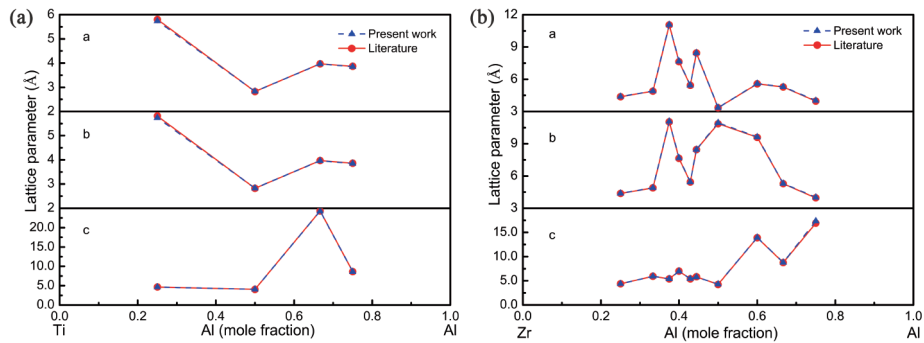 (a)
6
5
4
3
2
5
4
3
2
20.0
15.0
10.0
5.0
0.0
a
b
c
Present work
Literature
Lattice parameter (Å)
0.0 0.2 0.4 0.6 0.8 1.0
Ti Al (mole fraction) Al
(b)
12
9
6
3
9
6
3
15.0
10.0
5.0
0.0
a
b
c
Present work
Literature
Lattice parameter (Å)
0.0 0.2 0.4 0.6 0.8 1.0
Zr Al (mole fraction) Al